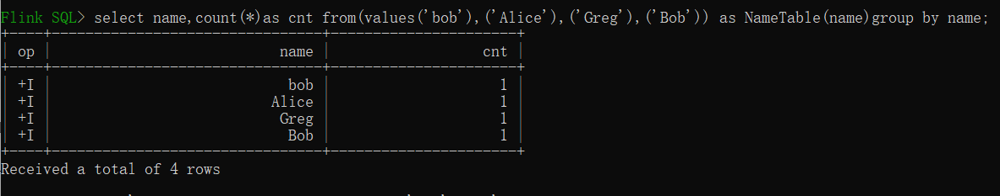 Flink SQL> select name,count(*)as cnt from(values('bob'),('Alice'),('Greg'),('Bob')) as NameTable(name)group by name;
+----+--------------------------------+----------------------+
| op |                           name |                  cnt |
+----+--------------------------------+----------------------+
| +I |                            bob |                    1 |
| +I |                          Alice |                    1 |
| +I |                           Greg |                    1 |
| +I |                            Bob |                    1 |
+----+--------------------------------+----------------------+
Received a total of 4 rows